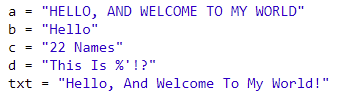 a = "HELLO, AND WELCOME TO MY WORLD"
b = "Hello"
c = "22 Names"
d = "This Is %'!?"
txt = "Hello, And Welcome To My World!"